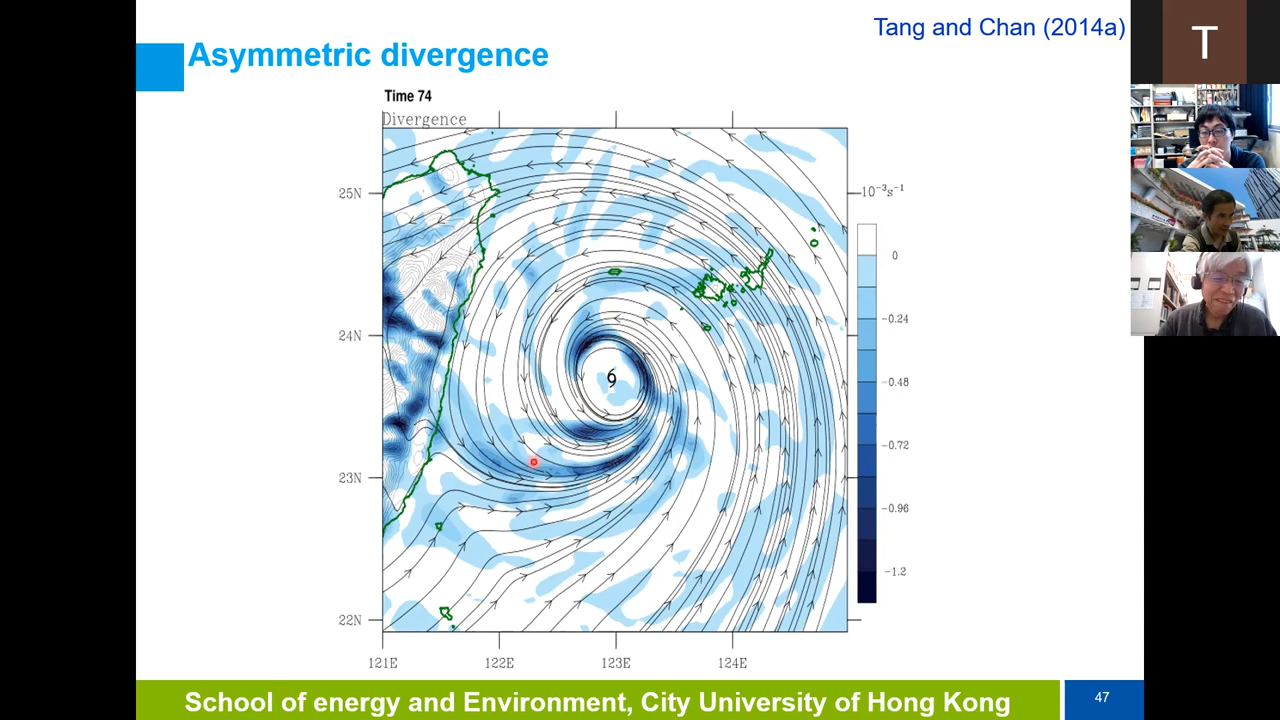 Tang and Chan (2014a)
T
Asymmetric divergence
Time 74
Divergence
25N
24N
23N
22N
121E
122E
123E
124E
10⁻³s⁻¹
0
-0.24
-0.48
-0.72
-0.96
-1.2
School of energy and Environment, City University of Hong Kong
47